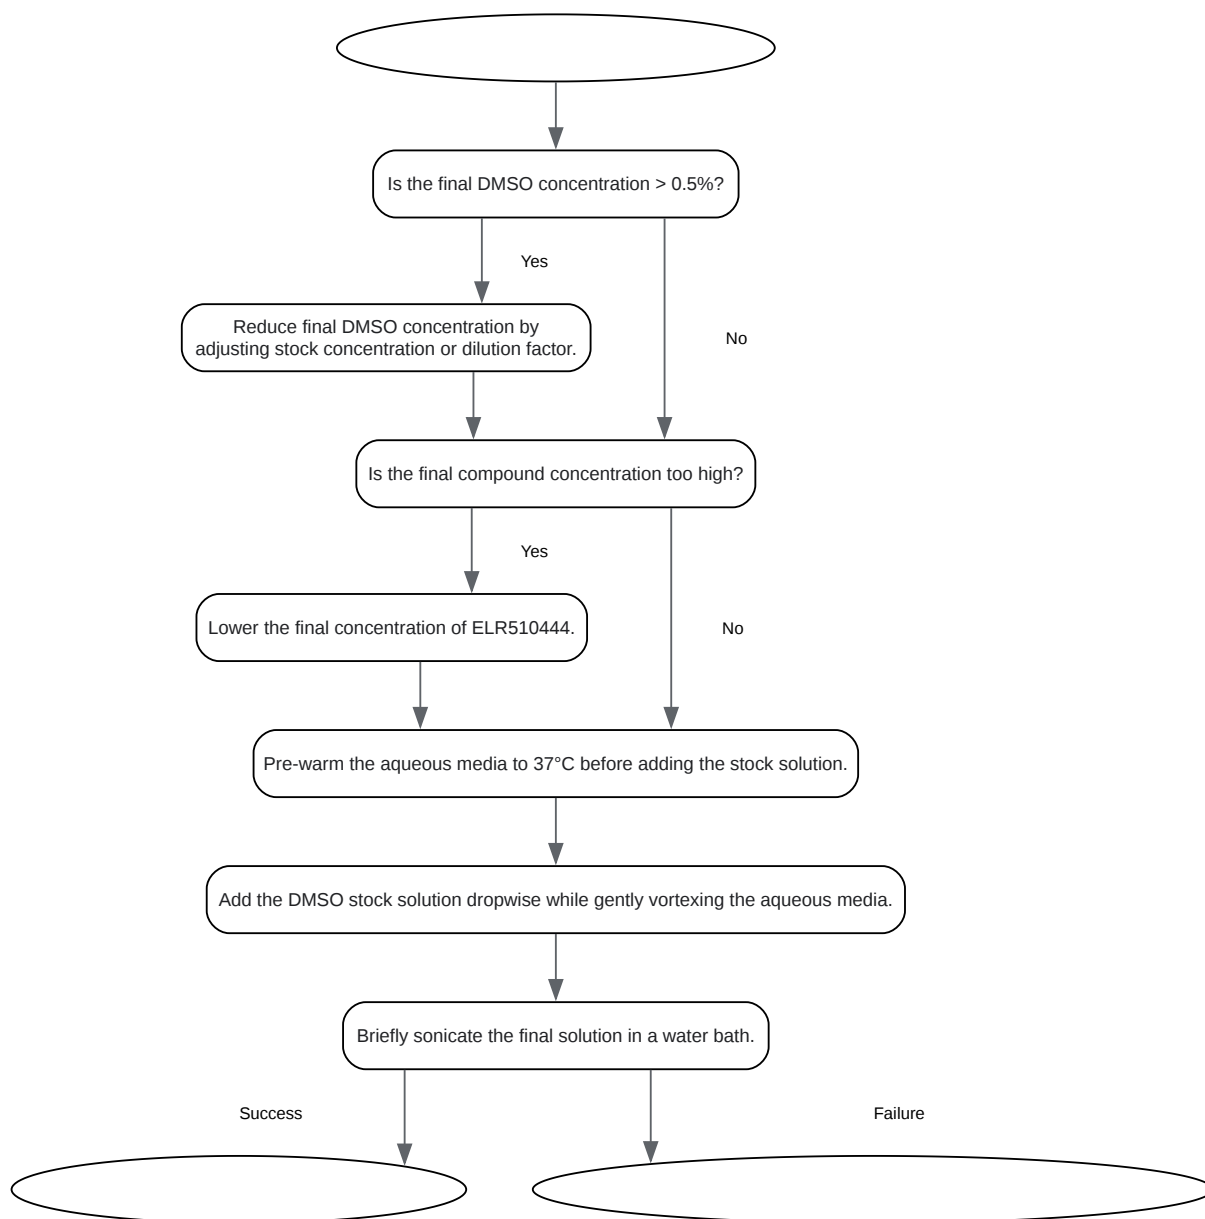 Is the final DMSO concentration > 0.5%?
Yes
Reduce final DMSO concentration by
adjusting stock concentration or dilution factor.
No
Is the final compound concentration too high?
Yes
Lower the final concentration of ELR510444.
No
Pre-warm the aqueous media to 37°C before adding the stock solution.
Add the DMSO stock solution dropwise while gently vortexing the aqueous media.
Briefly sonicate the final solution in a water bath.
Success
Failure